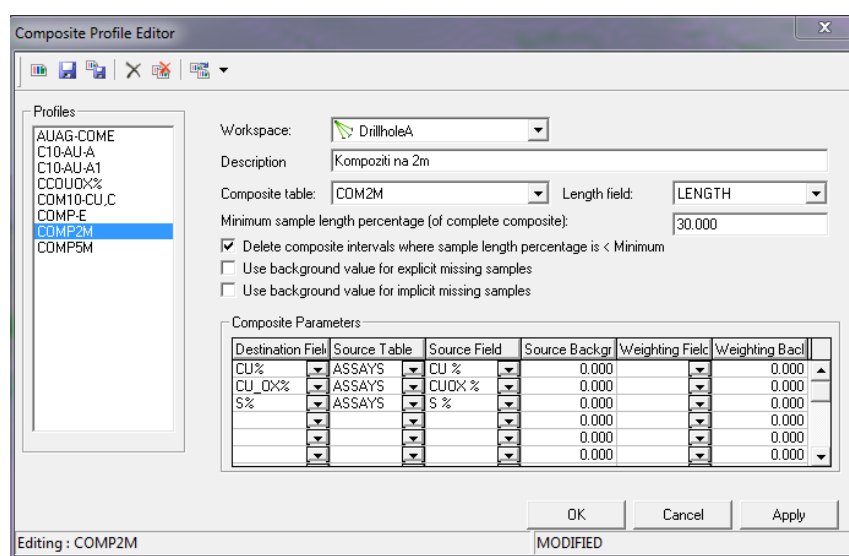 Composite Profile Editor
x
Profiles
AUAG-COME
C10-AU-A
C10-AU-A1
CCOUOX%
COM10-CU,C
COMP-E
COMP2M
COMP5M
Workspace: DrillholeA
Description Kompoziti na 2m
Composite table: COM2M Length field: LENGTH
Minimum sample length percentage (of complete composite): 30.000
Delete composite intervals where sample length percentage is < Minimum
Use background value for explicit missing samples
Use background value for implicit missing samples
Composite Parameters
Destination Fiel Source Table Source Field Source Backgr Weighting Fielc Weighting Bacl
CU% ASSAYS CU % 0.000 0.000
CU_OX% ASSAYS CUOX % 0.000 0.000
S% ASSAYS S % 0.000 0.000
0.000 0.000
0.000 0.000
0.000 0.000
OK Cancel Apply
Editing : COMP2M MODIFIED